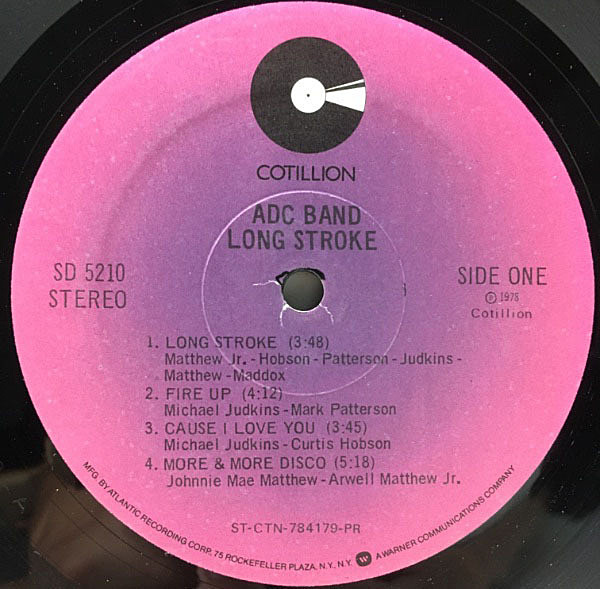 COTILLION
ADC BAND
LONG STROKE
SD 5210
STEREO
SIDE ONE
℗ 1978
Cotillion
1. LONG STROKE (3:48)
Matthew Jr. - Hobson - Patterson - Judkins -
Matthew - Maddox
2. FIRE UP (4:12)
Michael Judkins - Mark Patterson
3. CAUSE I LOVE YOU (3:45)
Michael Judkins - Curtis Hobson
4. MORE & MORE DISCO (5:18)
Johnnie Mae Matthew - Arwell Matthew Jr.
ST-CTN-784179-PR
MFG. BY ATLANTIC RECORDING CORP. 75 ROCKEFELLER PLAZA, N.Y. N.Y. W A WARNER COMMUNICATIONS COMPANY